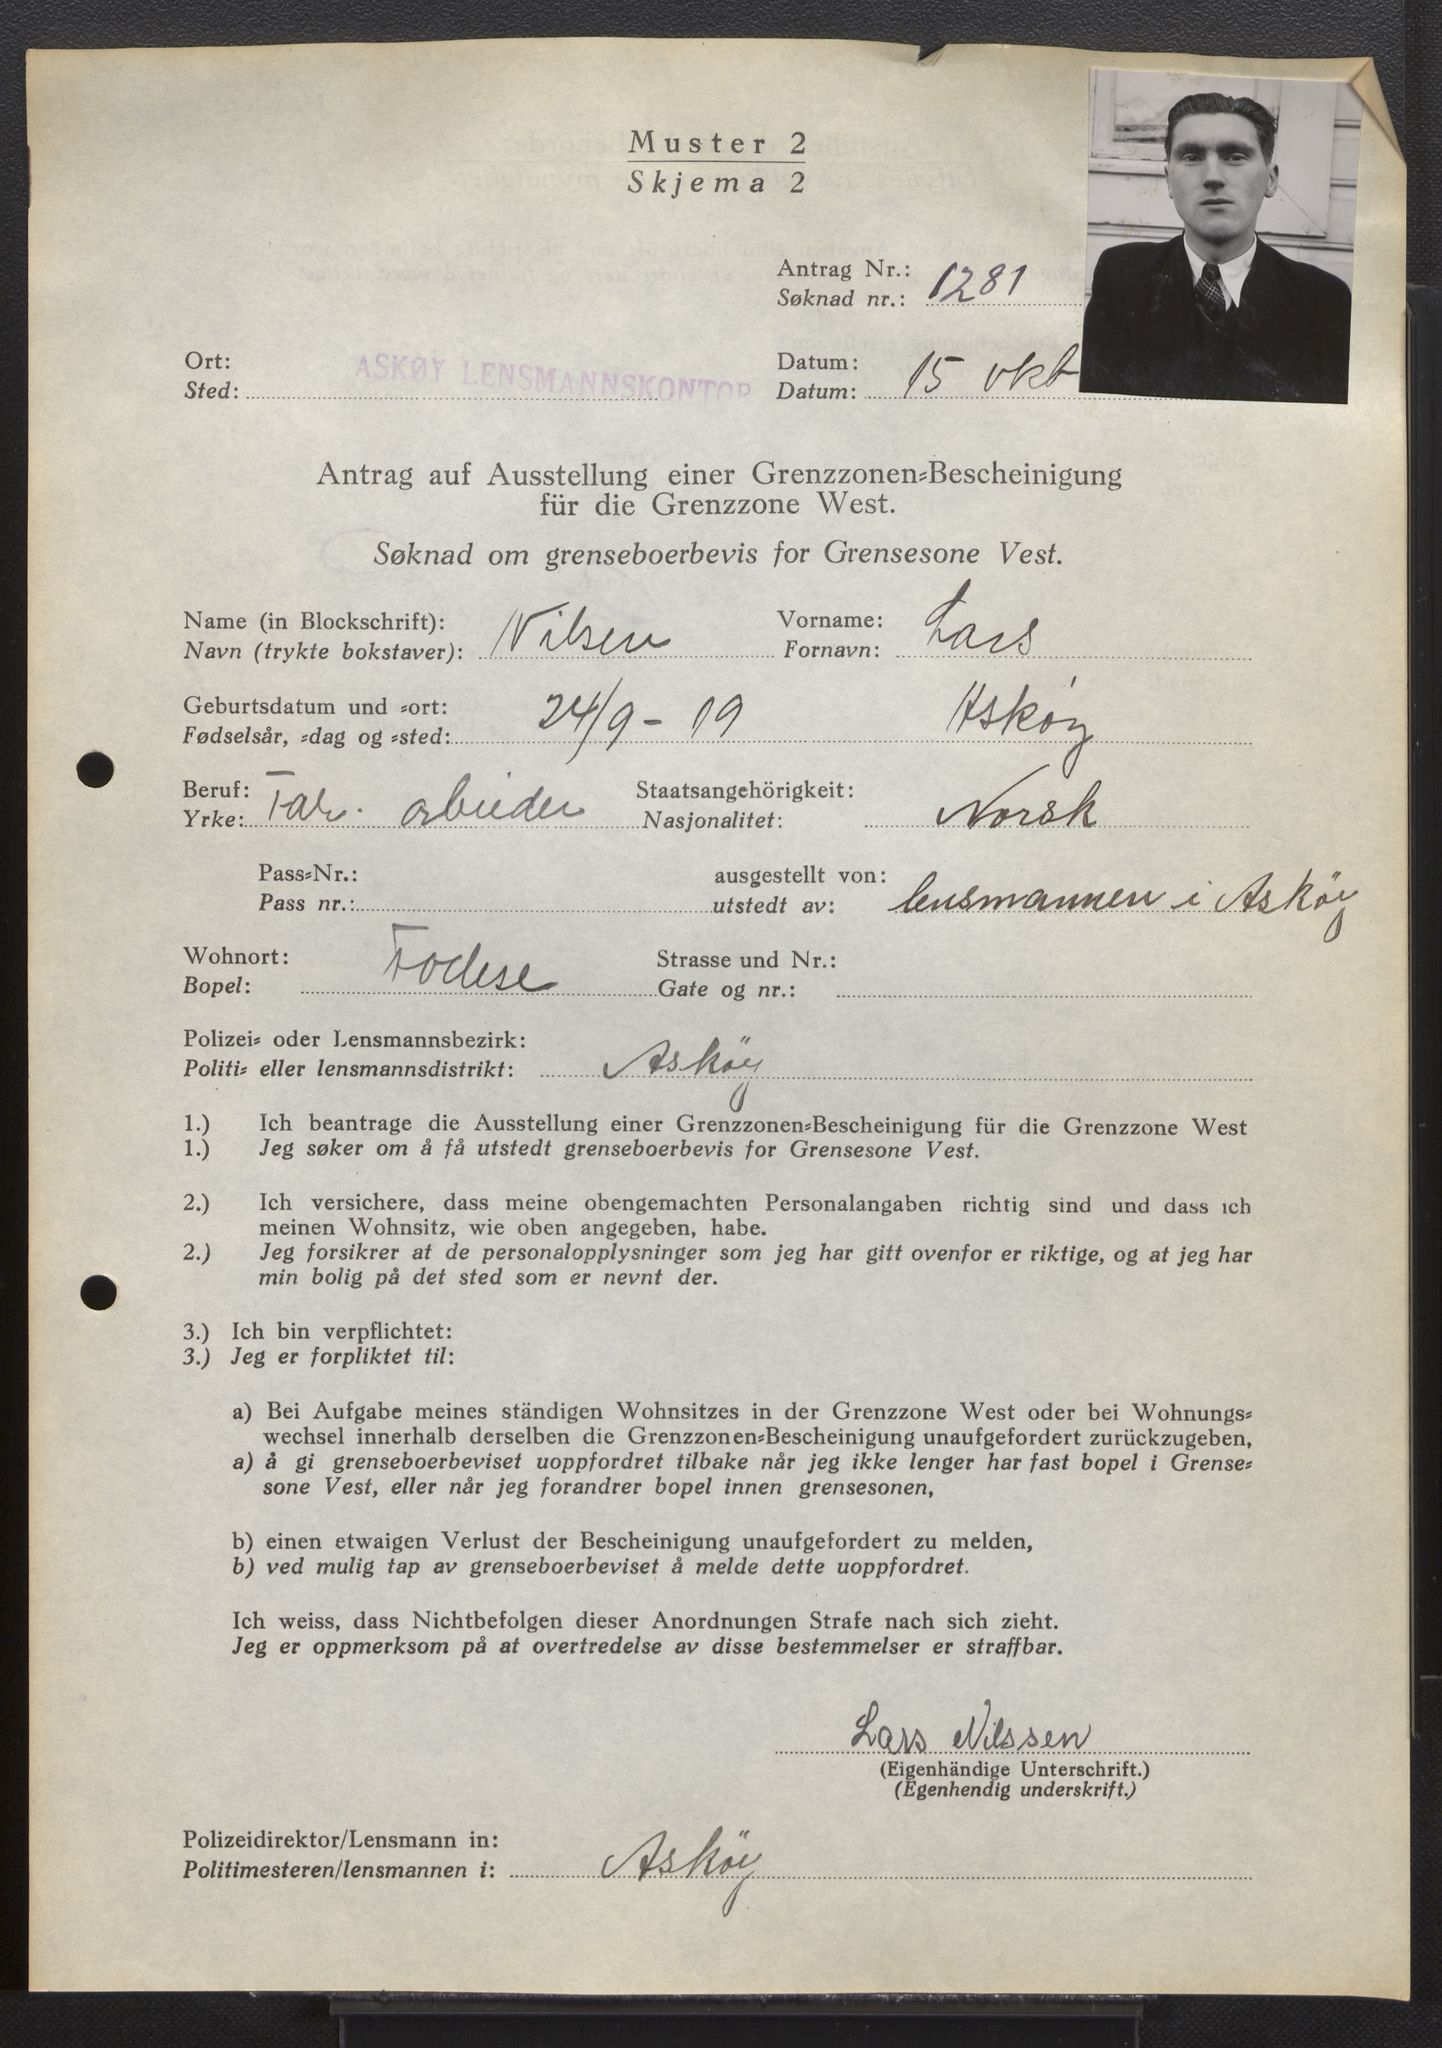 Muster 2
Skjema 2
Antrag Nr.: 1281
Søknad nr.:
Ort: ASKØY LENSMANNSKONTOR Datum: 15 okt
Sted: Datum:
Antrag auf Ausstellung einer Grenzzonen-Bescheinigung
für die Grenzzone West.
Søknad om grenseboerbevis for Grensesone Vest.
Name (in Blockschrift): Nilsen Vorname: Lars
Navn (trykte bokstaver): Fornavn:
Geburtsdatum und -ort: 24/9 - 19 Askøy
Fødselsår, -dag og -sted:
Beruf: Staatsangehörigkeit:
Yrke: Nasjonalitet: Norsk
Pass-Nr.: ausgestellt von:
Pass nr.: utstedt av: lensmannen i Asköy
Wohnort: Strasse und Nr.:
Bopel: Gate og nr.:
Polizei- oder Lensmannsbezirk:
Politi- eller lensmannsdistrikt: Asköy
1.) Ich beantrage die Ausstellung einer Grenzzonen-Bescheinigung für die Grenzzone West
1.) Jeg søker om å få utstedt grenseboerbevis for Grensesone Vest.
2.) Ich versichere, dass meine obengemachten Personalangaben richtig sind und dass ich
meinen Wohnsitz, wie oben angegeben, habe.
2.) Jeg forsikrer at de personalopplysninger som jeg har gitt ovenfor er riktige, og at jeg har
min bolig på det sted som er nevnt der.
3.) Ich bin verpflichtet:
3.) Jeg er forpliktet til:
a) Bei Aufgabe meines ständigen Wohnsitzes in der Grenzzone West oder bei Wohnungs-
wechsel innerhalb derselben die Grenzzonen-Bescheinigung unaufgefordert zurückzugeben,
a) å gi grenseboerbeviset uoppfordret tilbake når jeg ikke lenger har fast bopel i Grense-
sone Vest, eller når jeg forandrer bopel innen grensesonen,
b) einen etwaigen Verlust der Bescheinigung unaufgefordert zu melden,
b) ved mulig tap av grenseboerbeviset å melde dette uoppfordret.
Ich weiss, dass Nichtbefolgen dieser Anordnungen Strafe nach sich zieht.
Jeg er oppmerksom på at overtredelse av disse bestemmelser er straffbar.
Lars Nilssen
(Eigenhändige Unterschrift.)
(Egenhendig underskrift.)
Polizeidirektor/Lensmann in:
Politimesteren/lensmannen i: Asköy